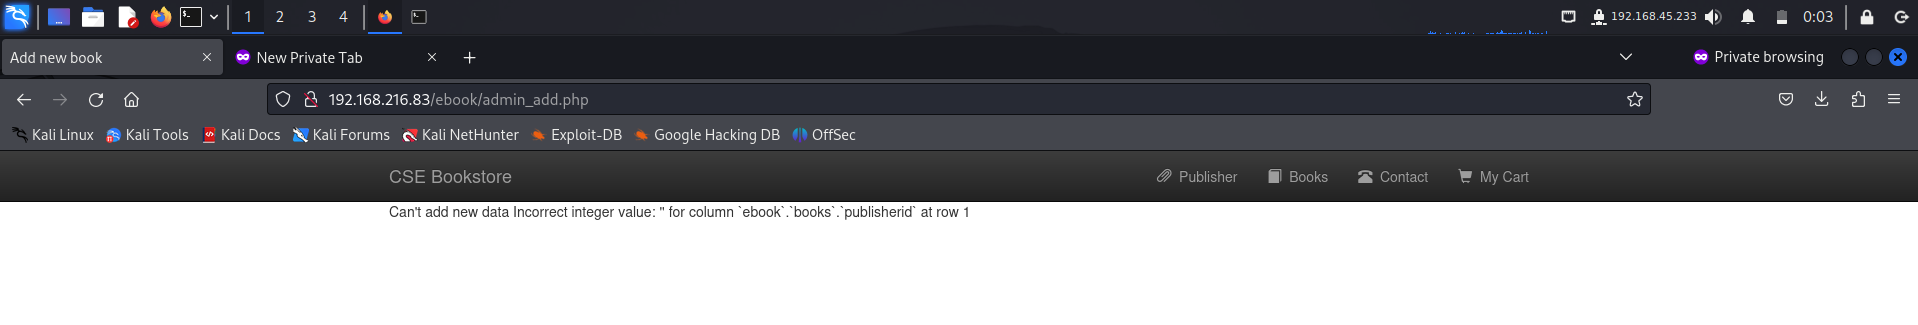 1 2 3 4 192.168.45.233 0:03
Add new book New Private Tab Private browsing
192.168.216.83/ebook/admin_add.php
Kali Linux Kali Tools Kali Docs Kali Forums Kali NetHunter Exploit-DB Google Hacking DB OffSec
CSE Bookstore Publisher Books Contact My Cart
Can't add new data Incorrect integer value: '' for column `ebook`.`books`.`publisherid` at row 1